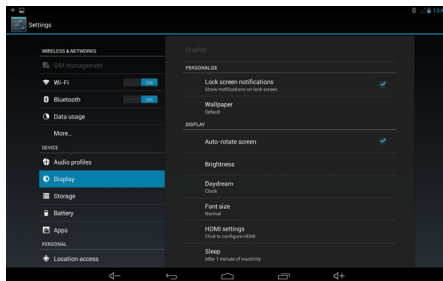 Settings
WIRELESS & NETWORKS
SIM management
Wi-Fi ON
Bluetooth ON
Data usage
More...
DEVICE
Audio profiles
Display
Storage
Battery
Apps
PERSONAL
Location access
Display
PERSONALIZE
Lock screen notifications
Show notifications on lock screen
Wallpaper
Default
DISPLAY
Auto-rotate screen
Brightness
Daydream
Clock
Font size
Normal
HDMI settings
Click to configure HDMI
Sleep
After 1 minute of inactivity